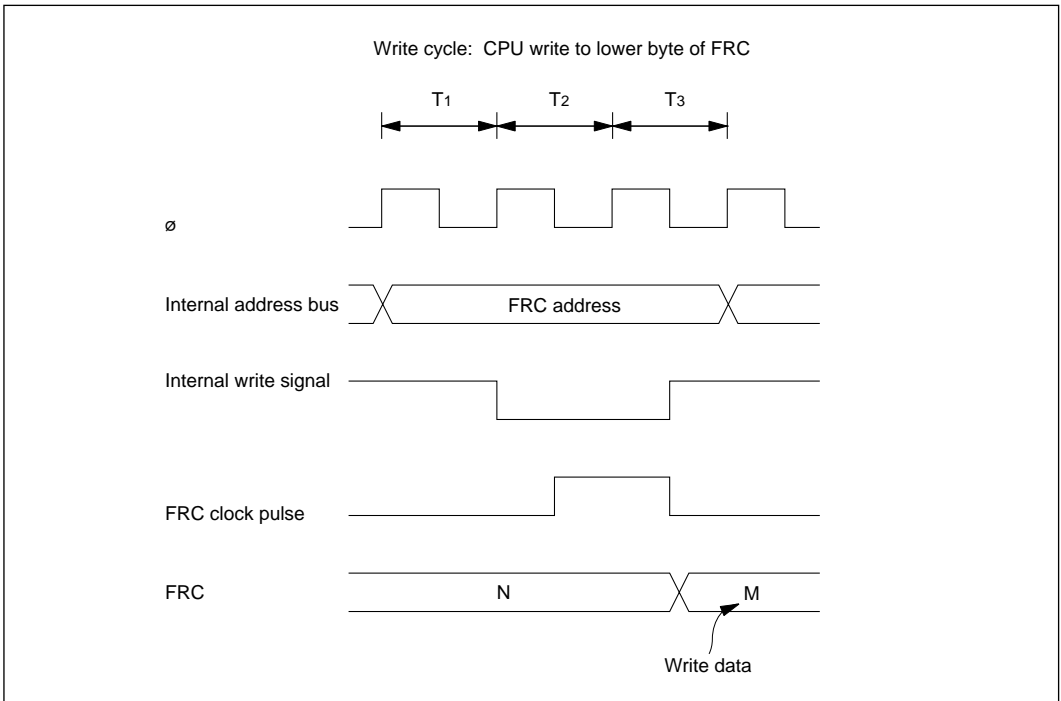 Write cycle: CPU write to lower byte of FRC
T1 T2 T3
ø
Internal address bus FRC address
Internal write signal
FRC clock pulse
FRC N M
Write data